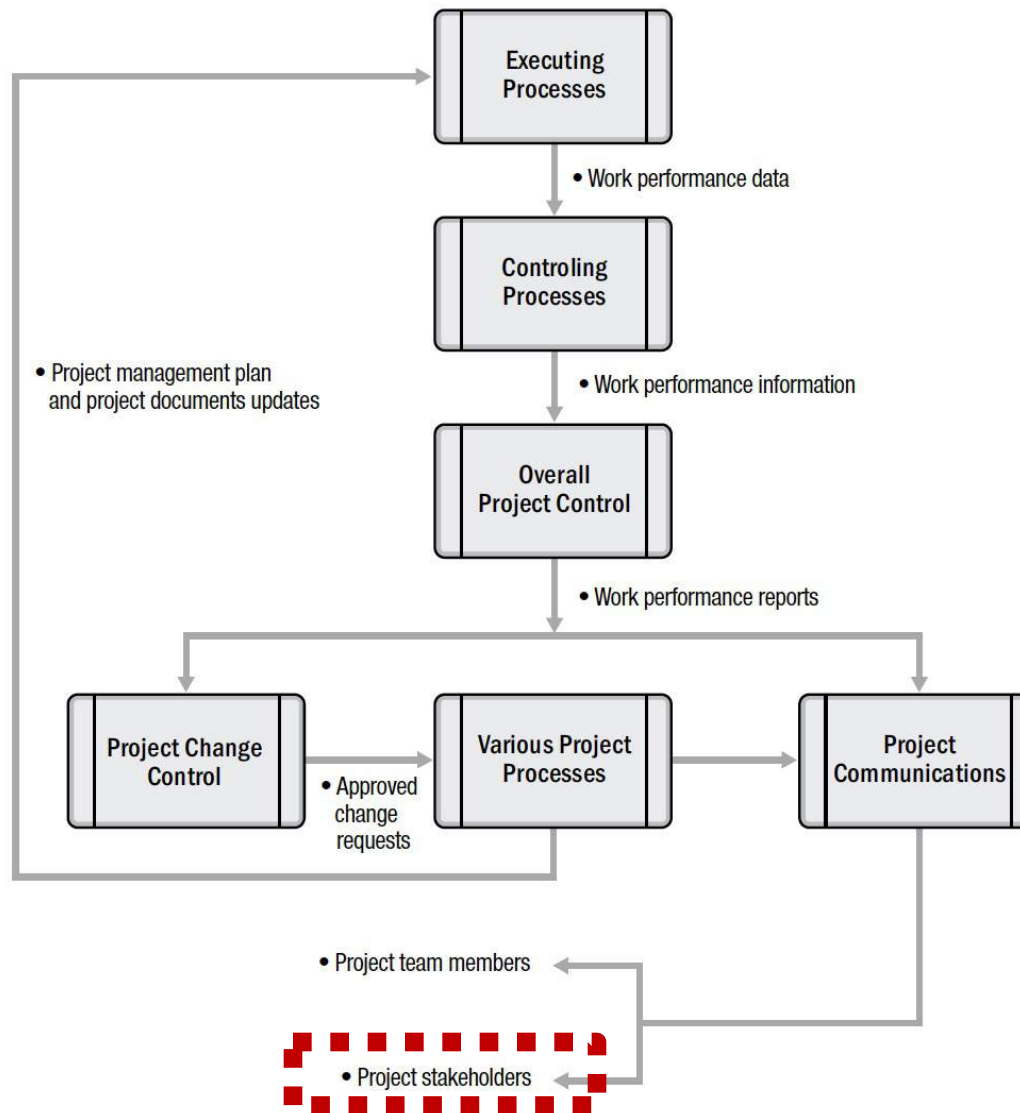 Executing
Processes
• Work performance data
Controling
Processes
• Project management plan
and project documents updates
• Work performance information
Overall
Project Control
• Work performance reports
Project Change
Control
• Approved
change
requests
Various Project
Processes
Project
Communications
• Project team members
• Project stakeholders